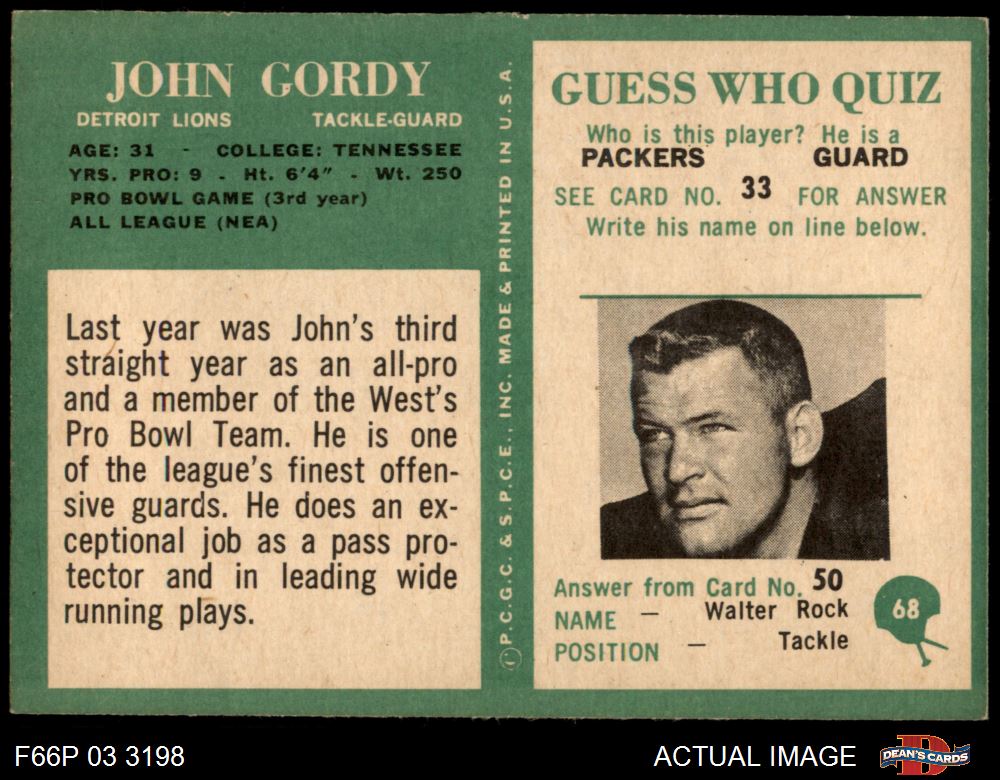 JOHN GORDY
DETROIT LIONS TACKLE-GUARD
AGE: 31 - COLLEGE: TENNESSEE
YRS. PRO: 9 - Ht. 6'4" - Wt. 250
PRO BOWL GAME (3rd year)
ALL LEAGUE (NEA)
Last year was John's third
straight year as an all-pro
and a member of the West's
Pro Bowl Team. He is one
of the league's finest offen-
sive guards. He does an ex-
ceptional job as a pass pro-
tector and in leading wide
running plays.
©P.C.G.C. & S.P.C.E., INC. MADE & PRINTED IN U.S.A.
GUESS WHO QUIZ
Who is this player? He is a
PACKERS GUARD
SEE CARD NO. 33 FOR ANSWER
Write his name on line below.
Answer from Card No. 50
NAME – Walter Rock
POSITION – Tackle
68
F66P 03 3198
ACTUAL IMAGE
DEAN'S CARDS